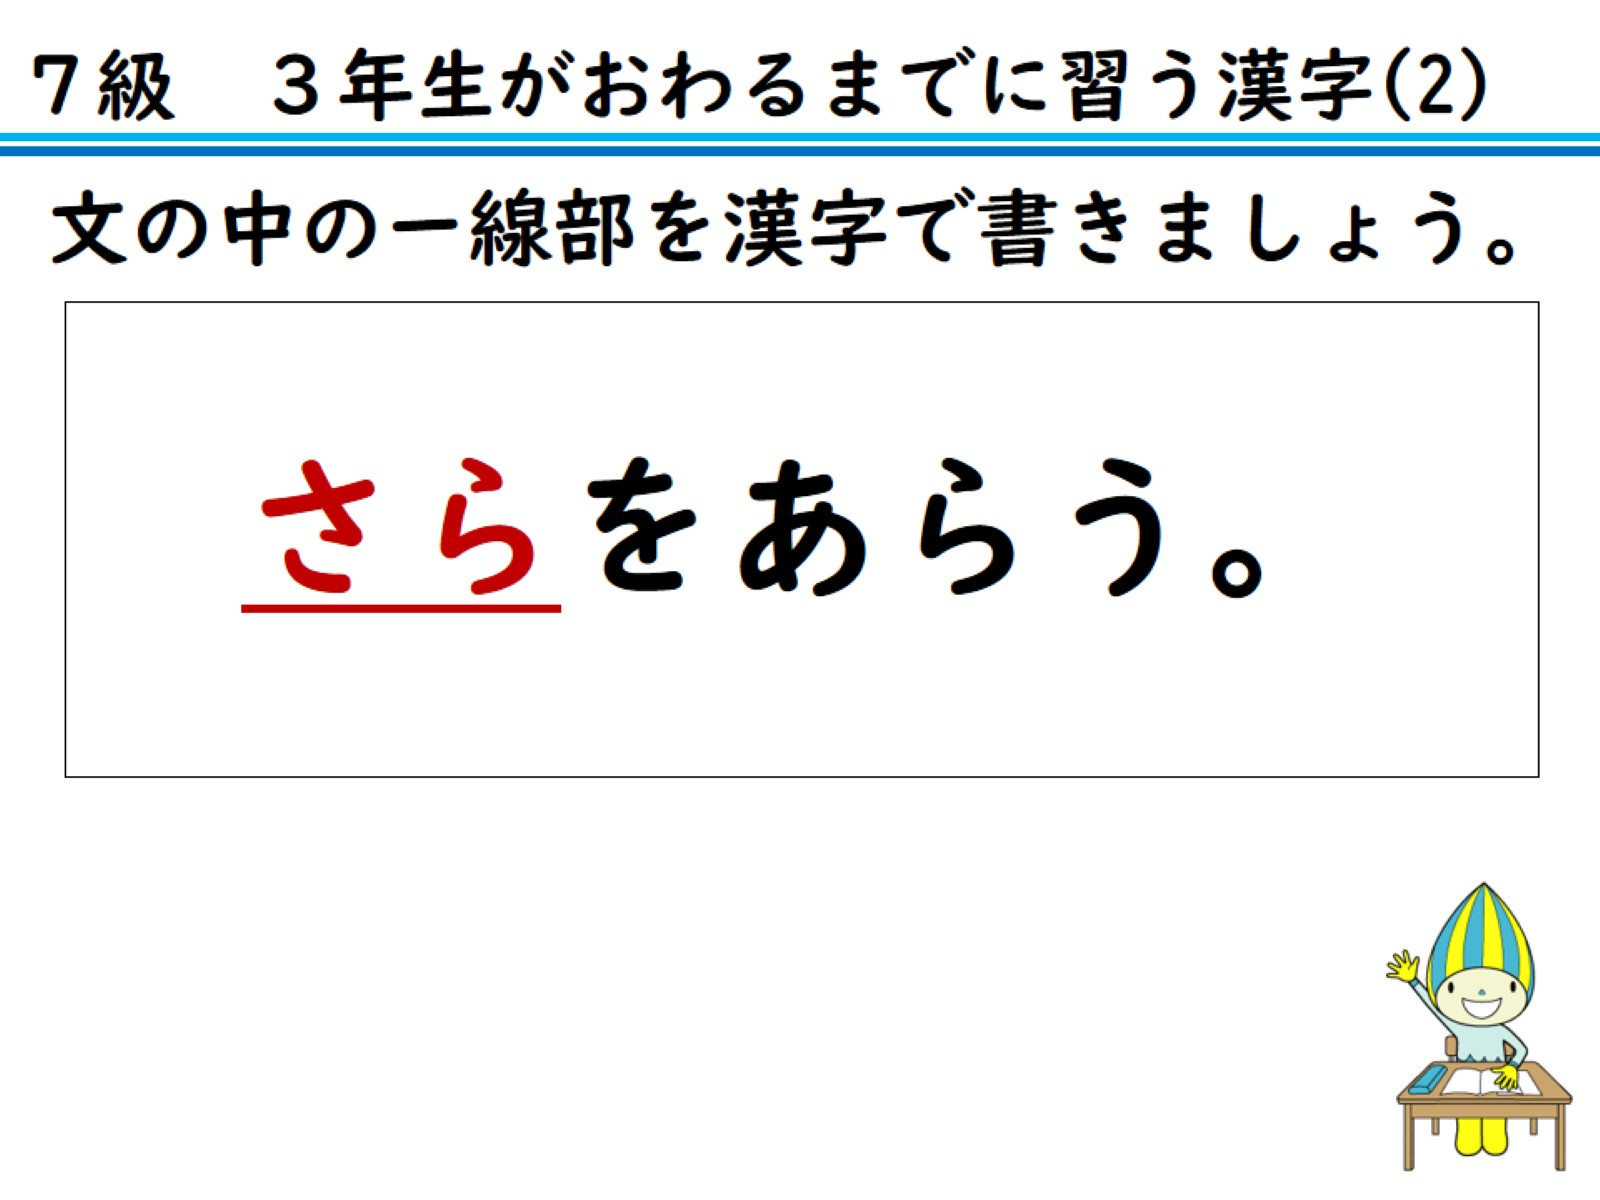 ７級　３年生がおわるまでに習う漢字(2)
文の中の一線部を漢字で書きましょう。
さらをあらう。